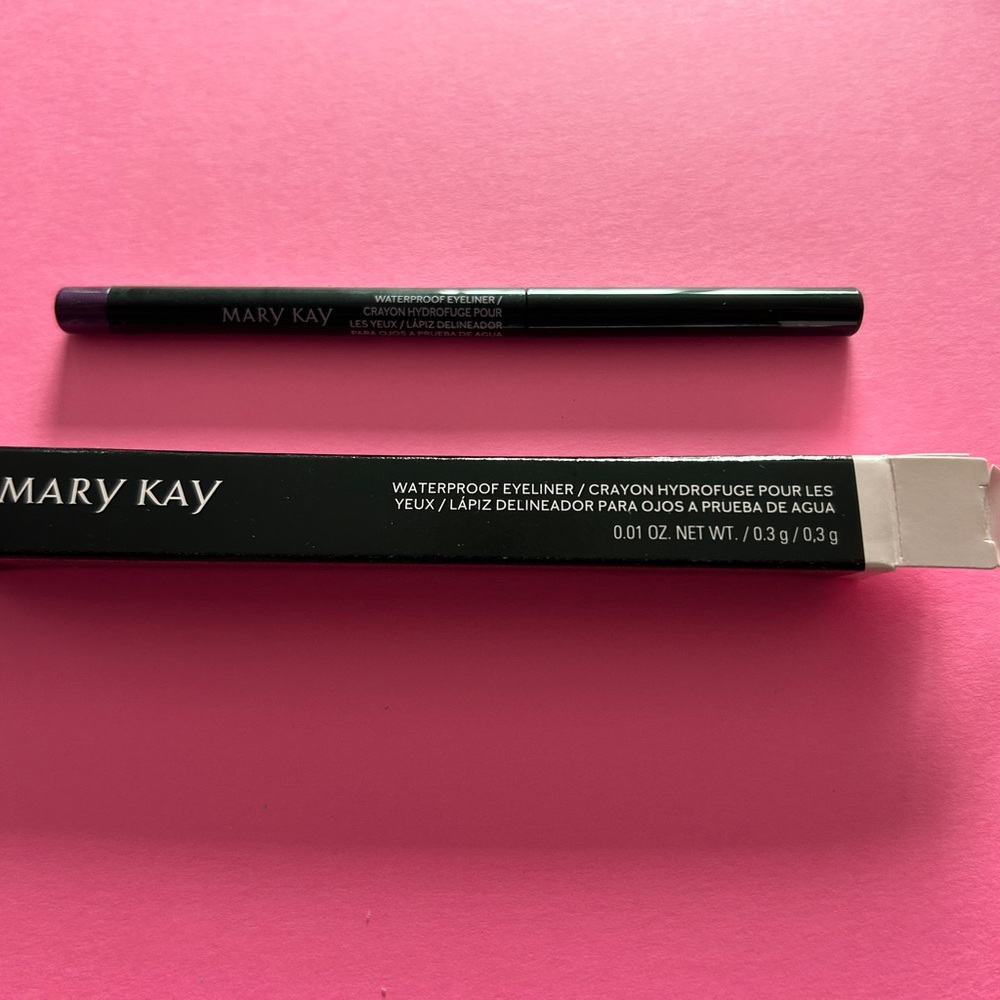 MARY KAY
WATERPROOF EYELINER /
CRAYON HYDROFUGE POUR
LES YEUX / LÁPIZ DELINEADOR
PARA OJOS A PRUEBA DE AGUA
MARY KAY
WATERPROOF EYELINER / CRAYON HYDROFUGE POUR LES
YEUX / LÁPIZ DELINEADOR PARA OJOS A PRUEBA DE AGUA
0.01 OZ. NET WT. / 0.3 g / 0,3 g